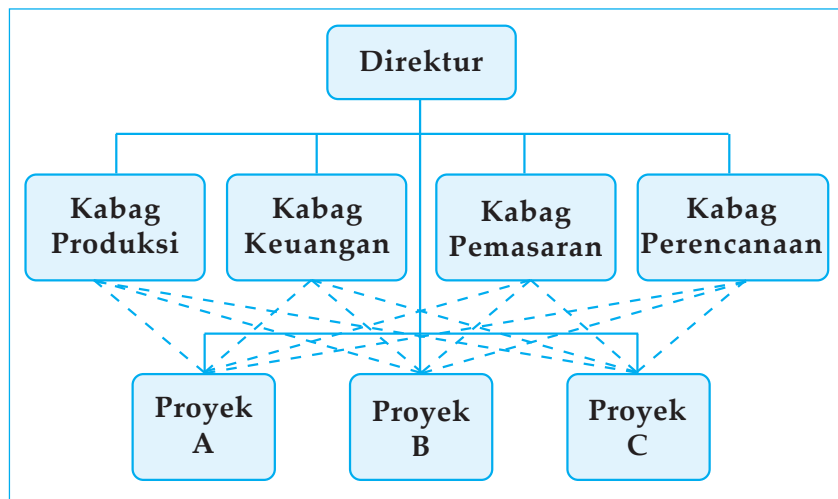 Direktur
Kabag
Produksi
Kabag
Keuangan
Kabag
Pemasaran
Kabag
Perencanaan
Proyek
A
Proyek
B
Proyek
C